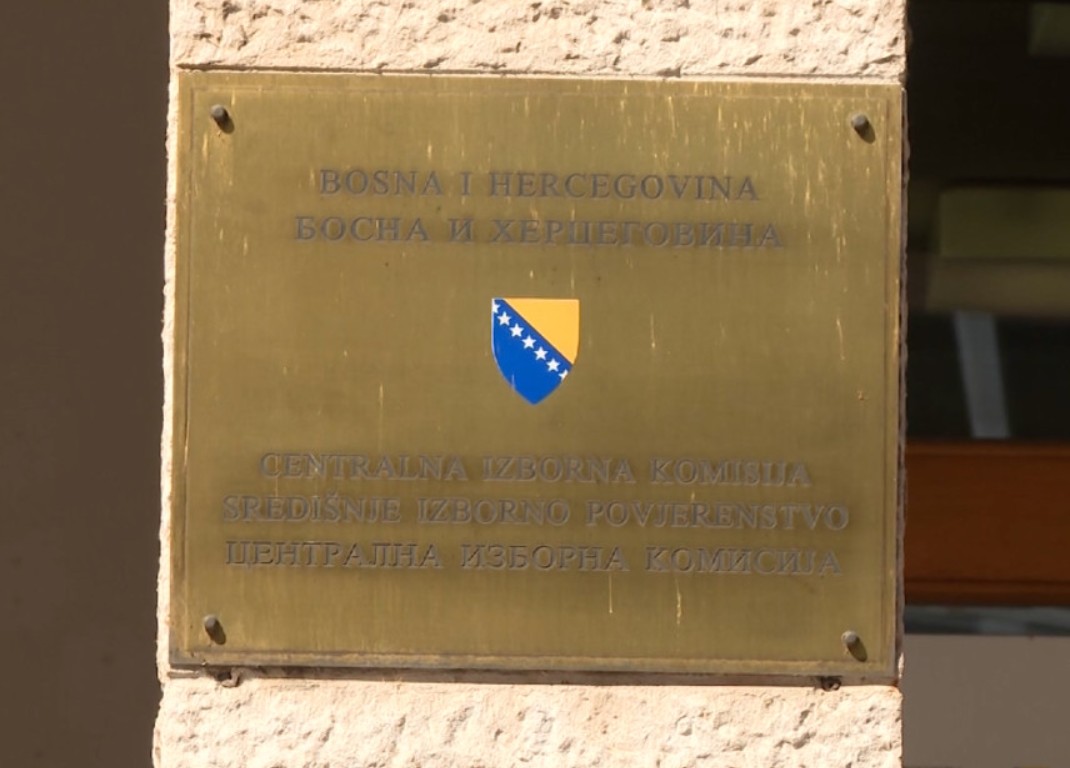 BOSNA I HERCEGOVINA
БОСНА И ХЕРЦЕГОВИНА
CENTRALNA IZBORNA KOMISIJA
SREDIŠNJE IZBORNO POVJERENSTVO
ЦЕНТРАЛНА ИЗБОРНА КОМИСИЈА